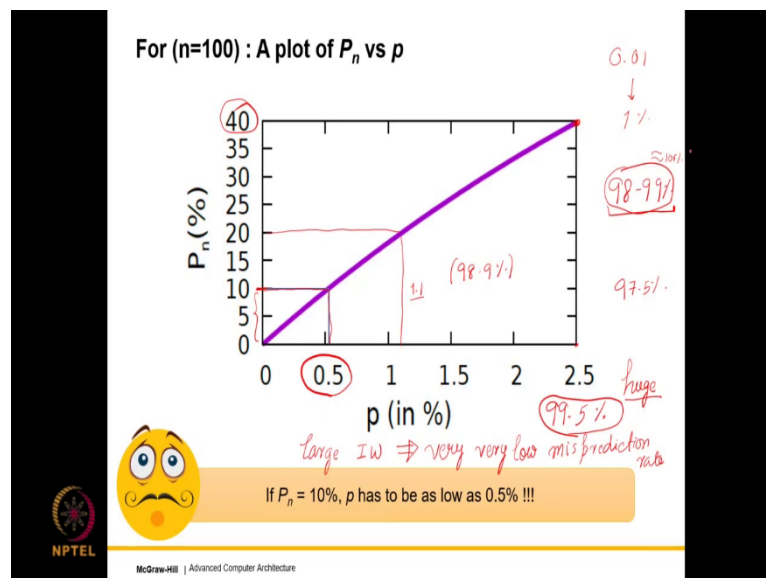 For (n=100) : A plot of Pn vs p
0.01
↓
1%
≈100%
98-99%
97.5%
40
35
30
25
20
15
10
5
0
Pn(%)
(98.9%)
1.1
0 0.5 1 1.5 2 2.5
p (in %)
huge
99.5%
large IW ⇒ very very low misprediction
rate
If Pn = 10%, p has to be as low as 0.5% !!!
NPTEL
McGraw-Hill | Advanced Computer Architecture